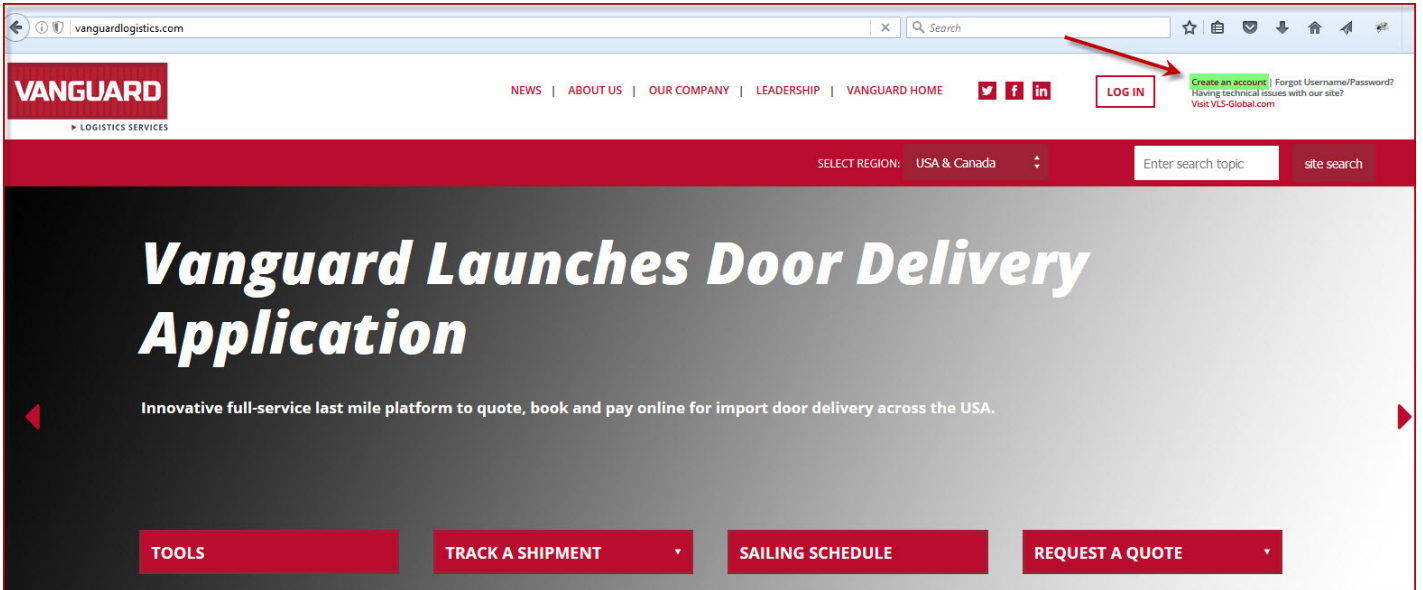 vanguardlogistics.com
Search
VANGUARD
LOGISTICS SERVICES
NEWS | ABOUT US | OUR COMPANY | LEADERSHIP | VANGUARD HOME
LOG IN
Create an account | Forgot Username/Password?
Having technical issues with our site?
Visit VLS-Global.com
SELECT REGION: USA & Canada
Enter search topic
site search
Vanguard Launches Door Delivery
Application
Innovative full-service last mile platform to quote, book and pay online for import door delivery across the USA.
TOOLS
TRACK A SHIPMENT
SAILING SCHEDULE
REQUEST A QUOTE